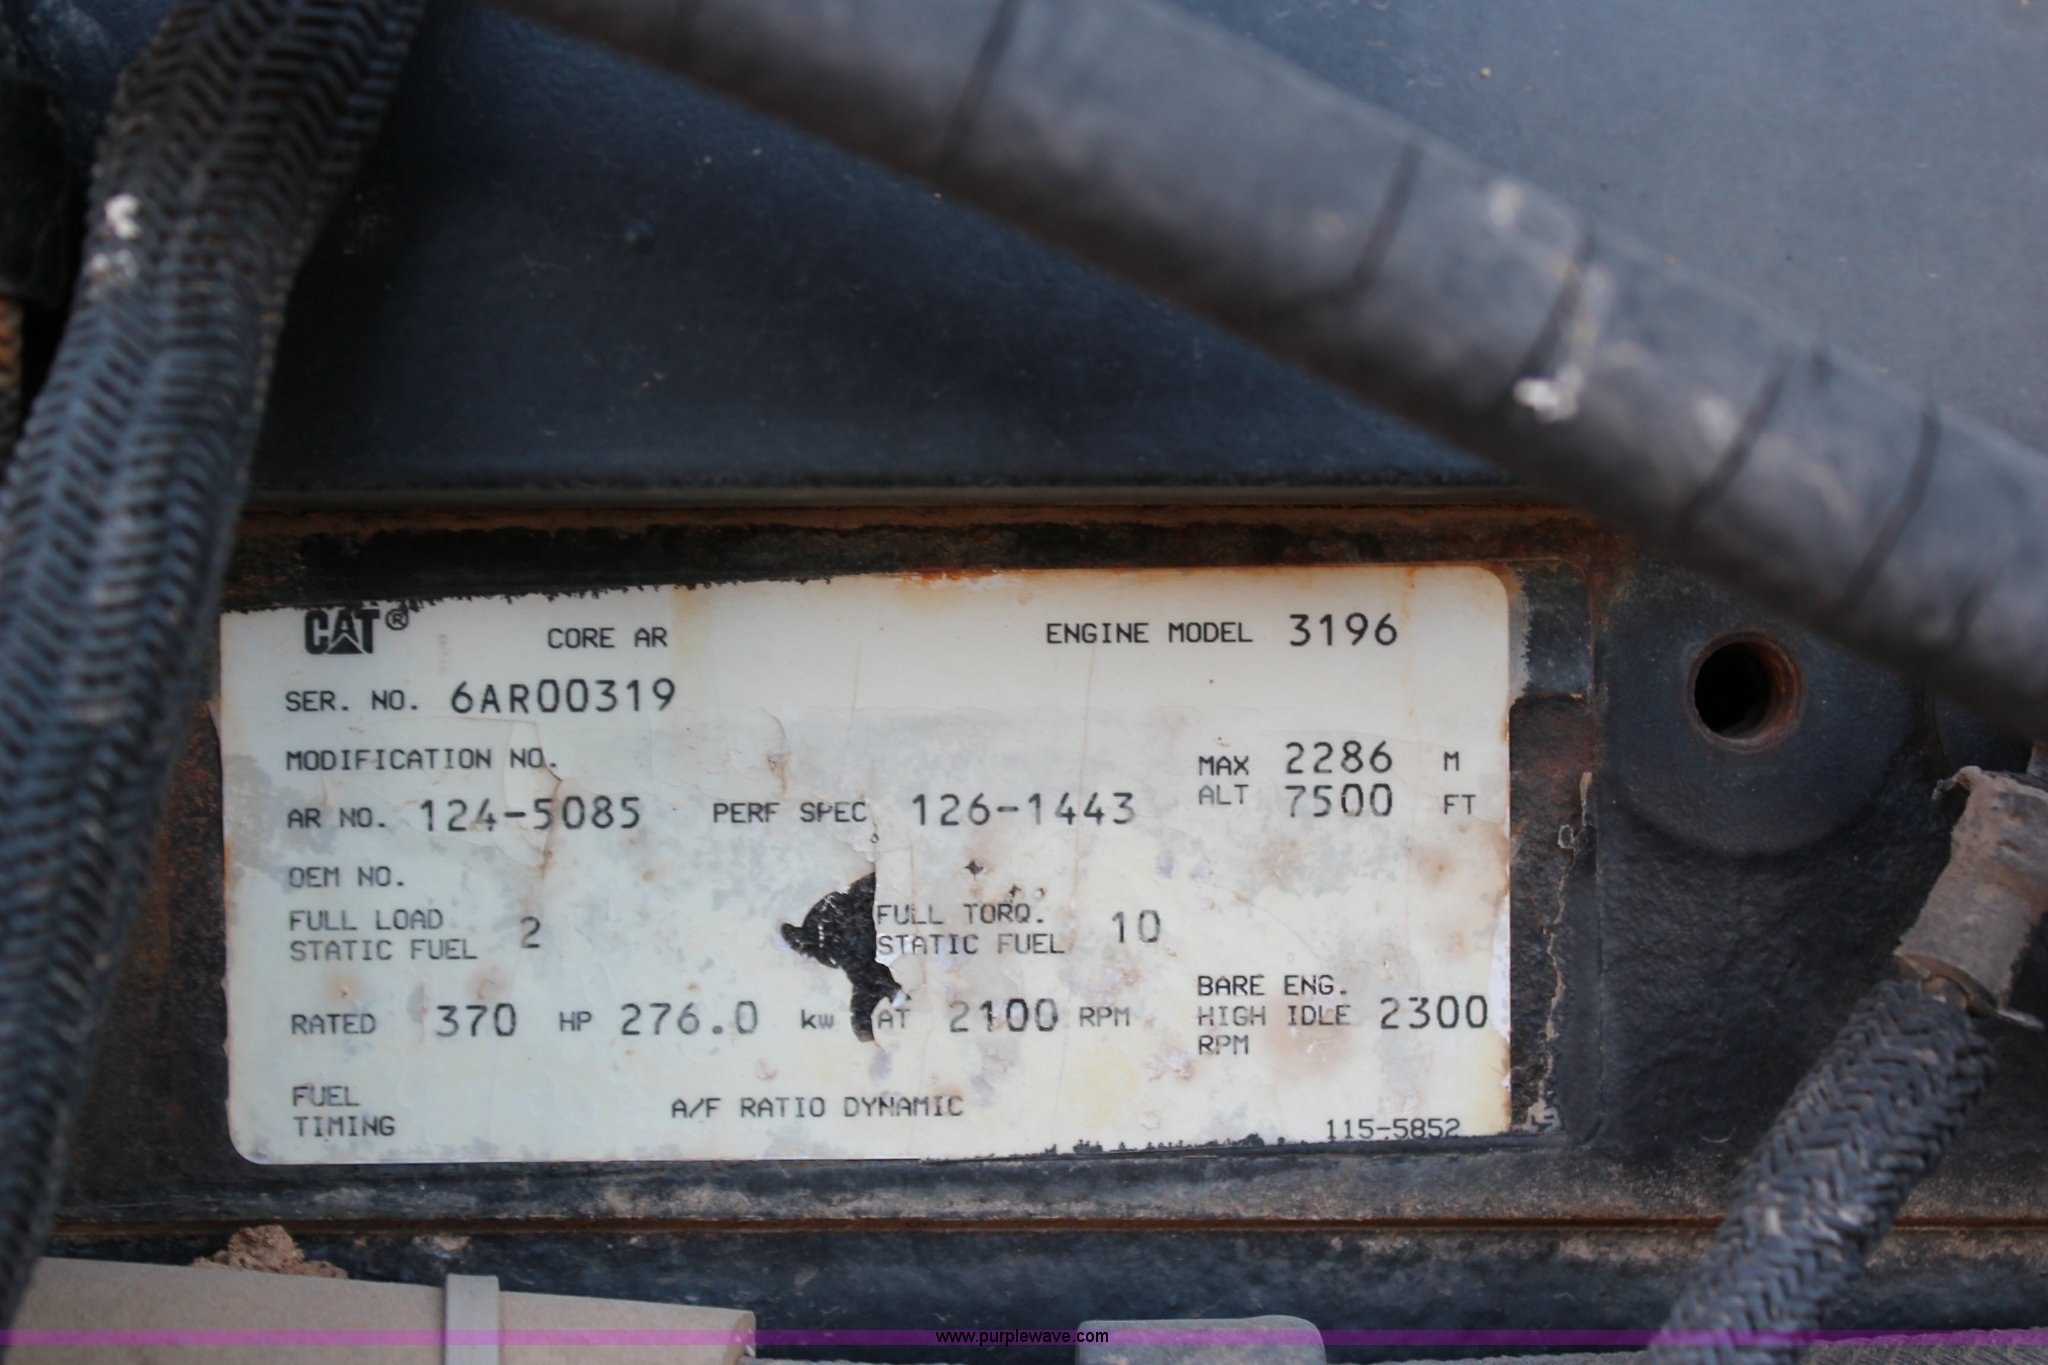 CAT® CORE AR ENGINE MODEL 3196
SER. NO. 6AR00319
MODIFICATION NO. MAX ALT 2286 M
7500 FT
AR NO. 124-5085 PERF SPEC 126-1443
OEM NO.
FULL LOAD STATIC FUEL 2 FULL TORQ. STATIC FUEL 10
RATED 370 HP 276.0 kw AT 2100 RPM BARE ENG. HIGH IDLE RPM 2300
FUEL TIMING A/F RATIO DYNAMIC
115-5852
www.purplewave.com